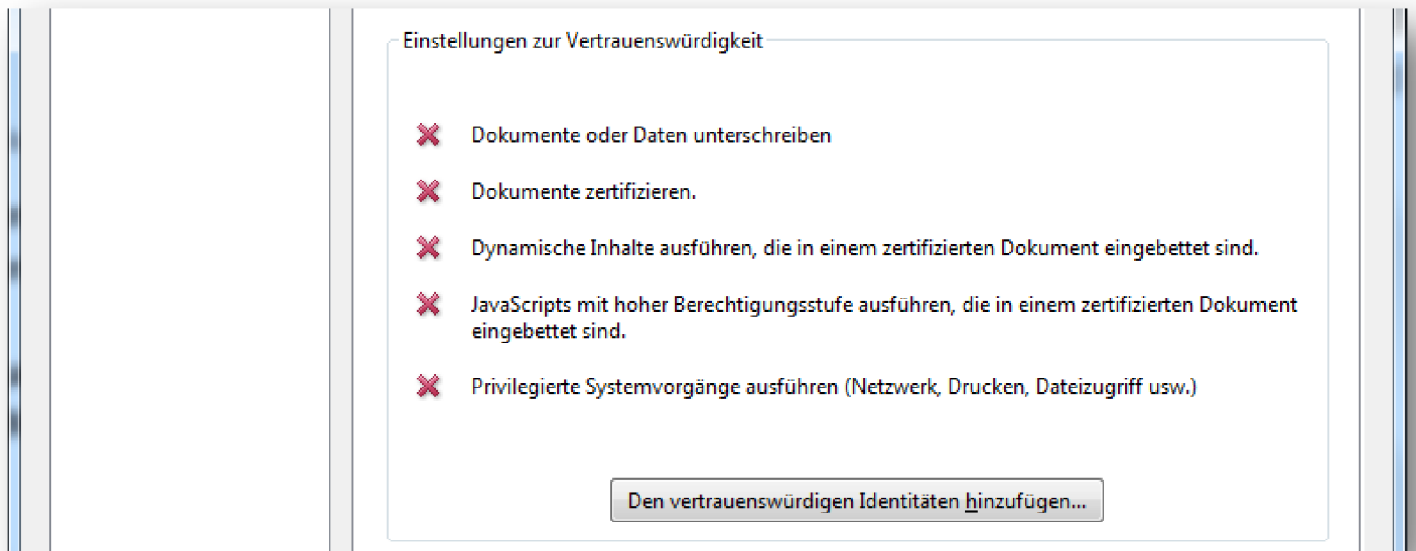 Einstellungen zur Vertrauenswürdigkeit
Dokumente oder Daten unterschreiben
Dokumente zertifizieren.
Dynamische Inhalte ausführen, die in einem zertifizierten Dokument eingebettet sind.
JavaScripts mit hoher Berechtigungsstufe ausführen, die in einem zertifizierten Dokument
eingebettet sind.
Privilegierte Systemvorgänge ausführen (Netzwerk, Drucken, Dateizugriff usw.)
Den vertrauenswürdigen Identitäten hinzufügen...